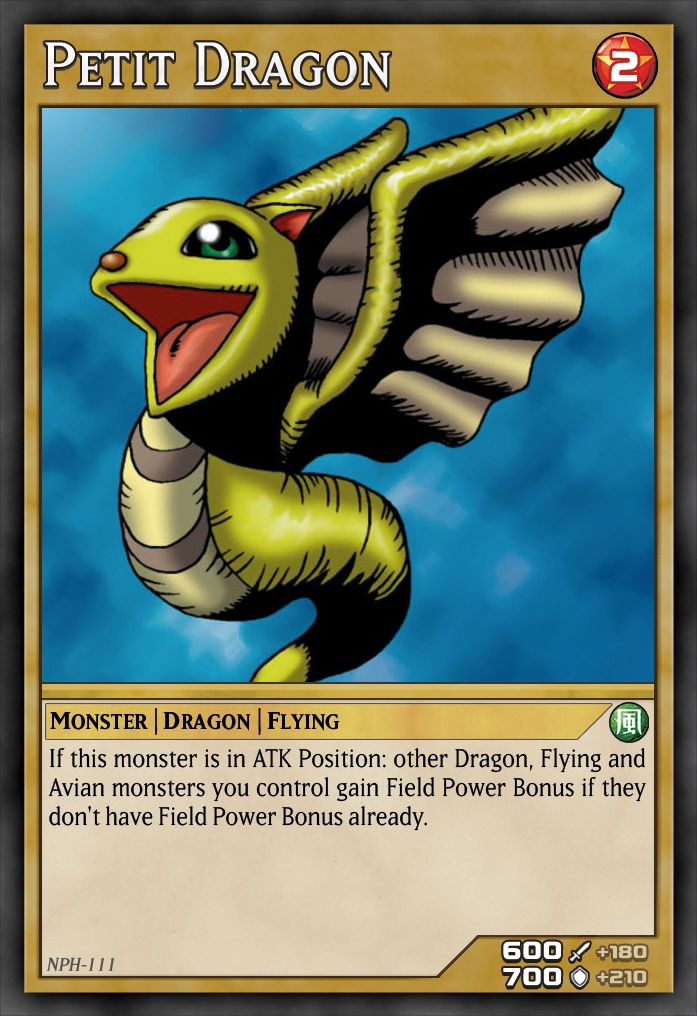 Petit Dragon
2
Monster | Dragon | Flying
風
If this monster is in ATK Position: other Dragon, Flying and
Avian monsters you control gain Field Power Bonus if they
don't have Field Power Bonus already.
600 +180
NPH-111
700 +210